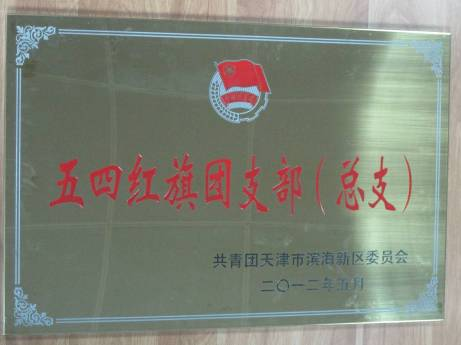 五四红旗团支部(总支)
共青团天津市滨海新区委员会
二〇一二年五月